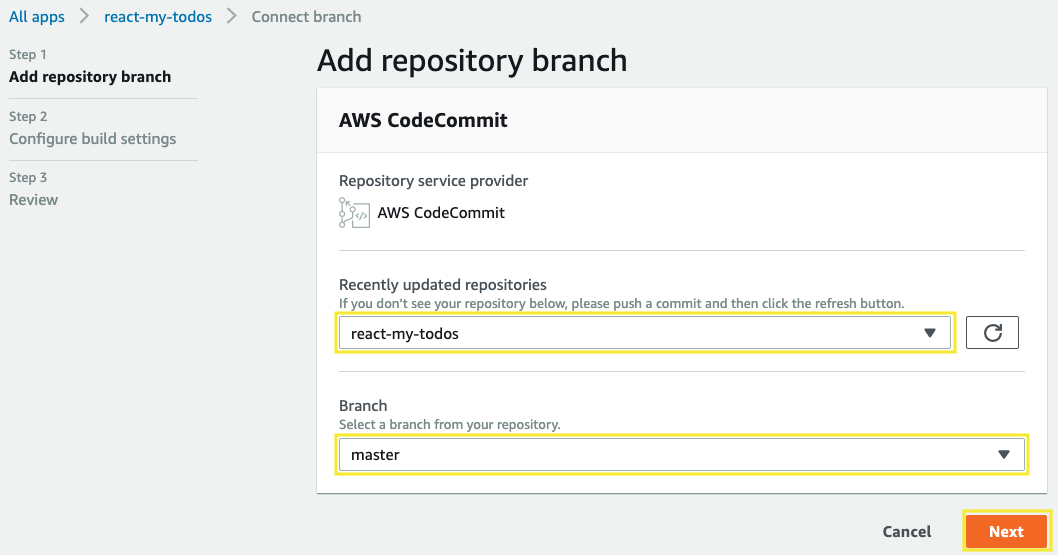 All apps > react-my-todos > Connect branch
Step 1
Add repository branch
Step 2
Configure build settings
Step 3
Review
Add repository branch
AWS CodeCommit
Repository service provider
AWS CodeCommit
Recently updated repositories
If you don’t see your repository below, please push a commit and then click the refresh button.
react-my-todos
Branch
Select a branch from your repository.
master
Cancel Next